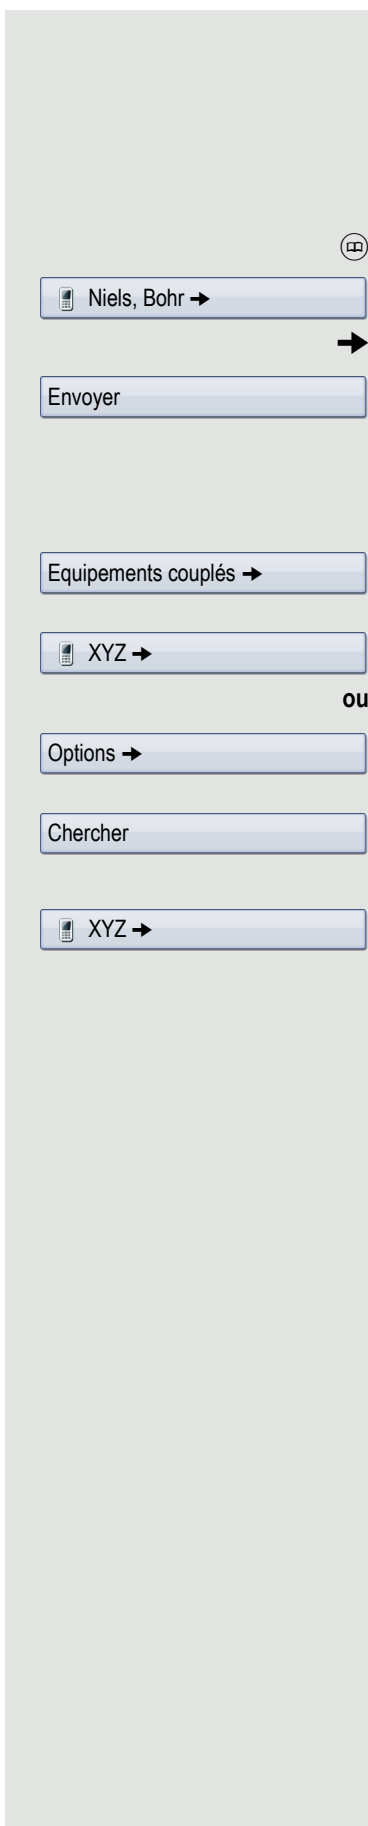 Niels, Bohr →
→
Envoyer
Equipements couplés →
XYZ →
ou
Options →
Chercher
XYZ →